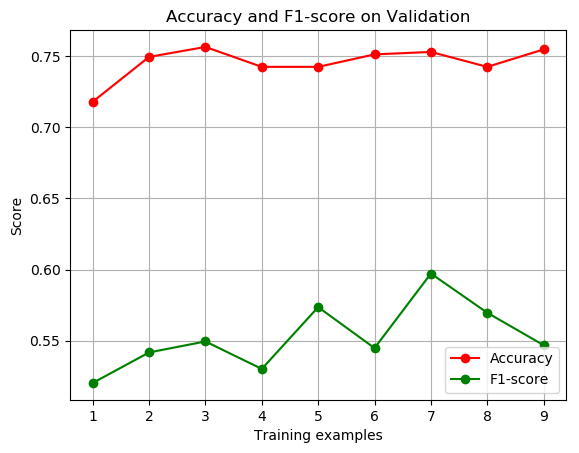 Accuracy and F1-score on Validation
0.75
0.70
0.65
0.60
0.55
Score
1 2 3 4 5 6 7 8 9
Training examples
Accuracy
F1-score